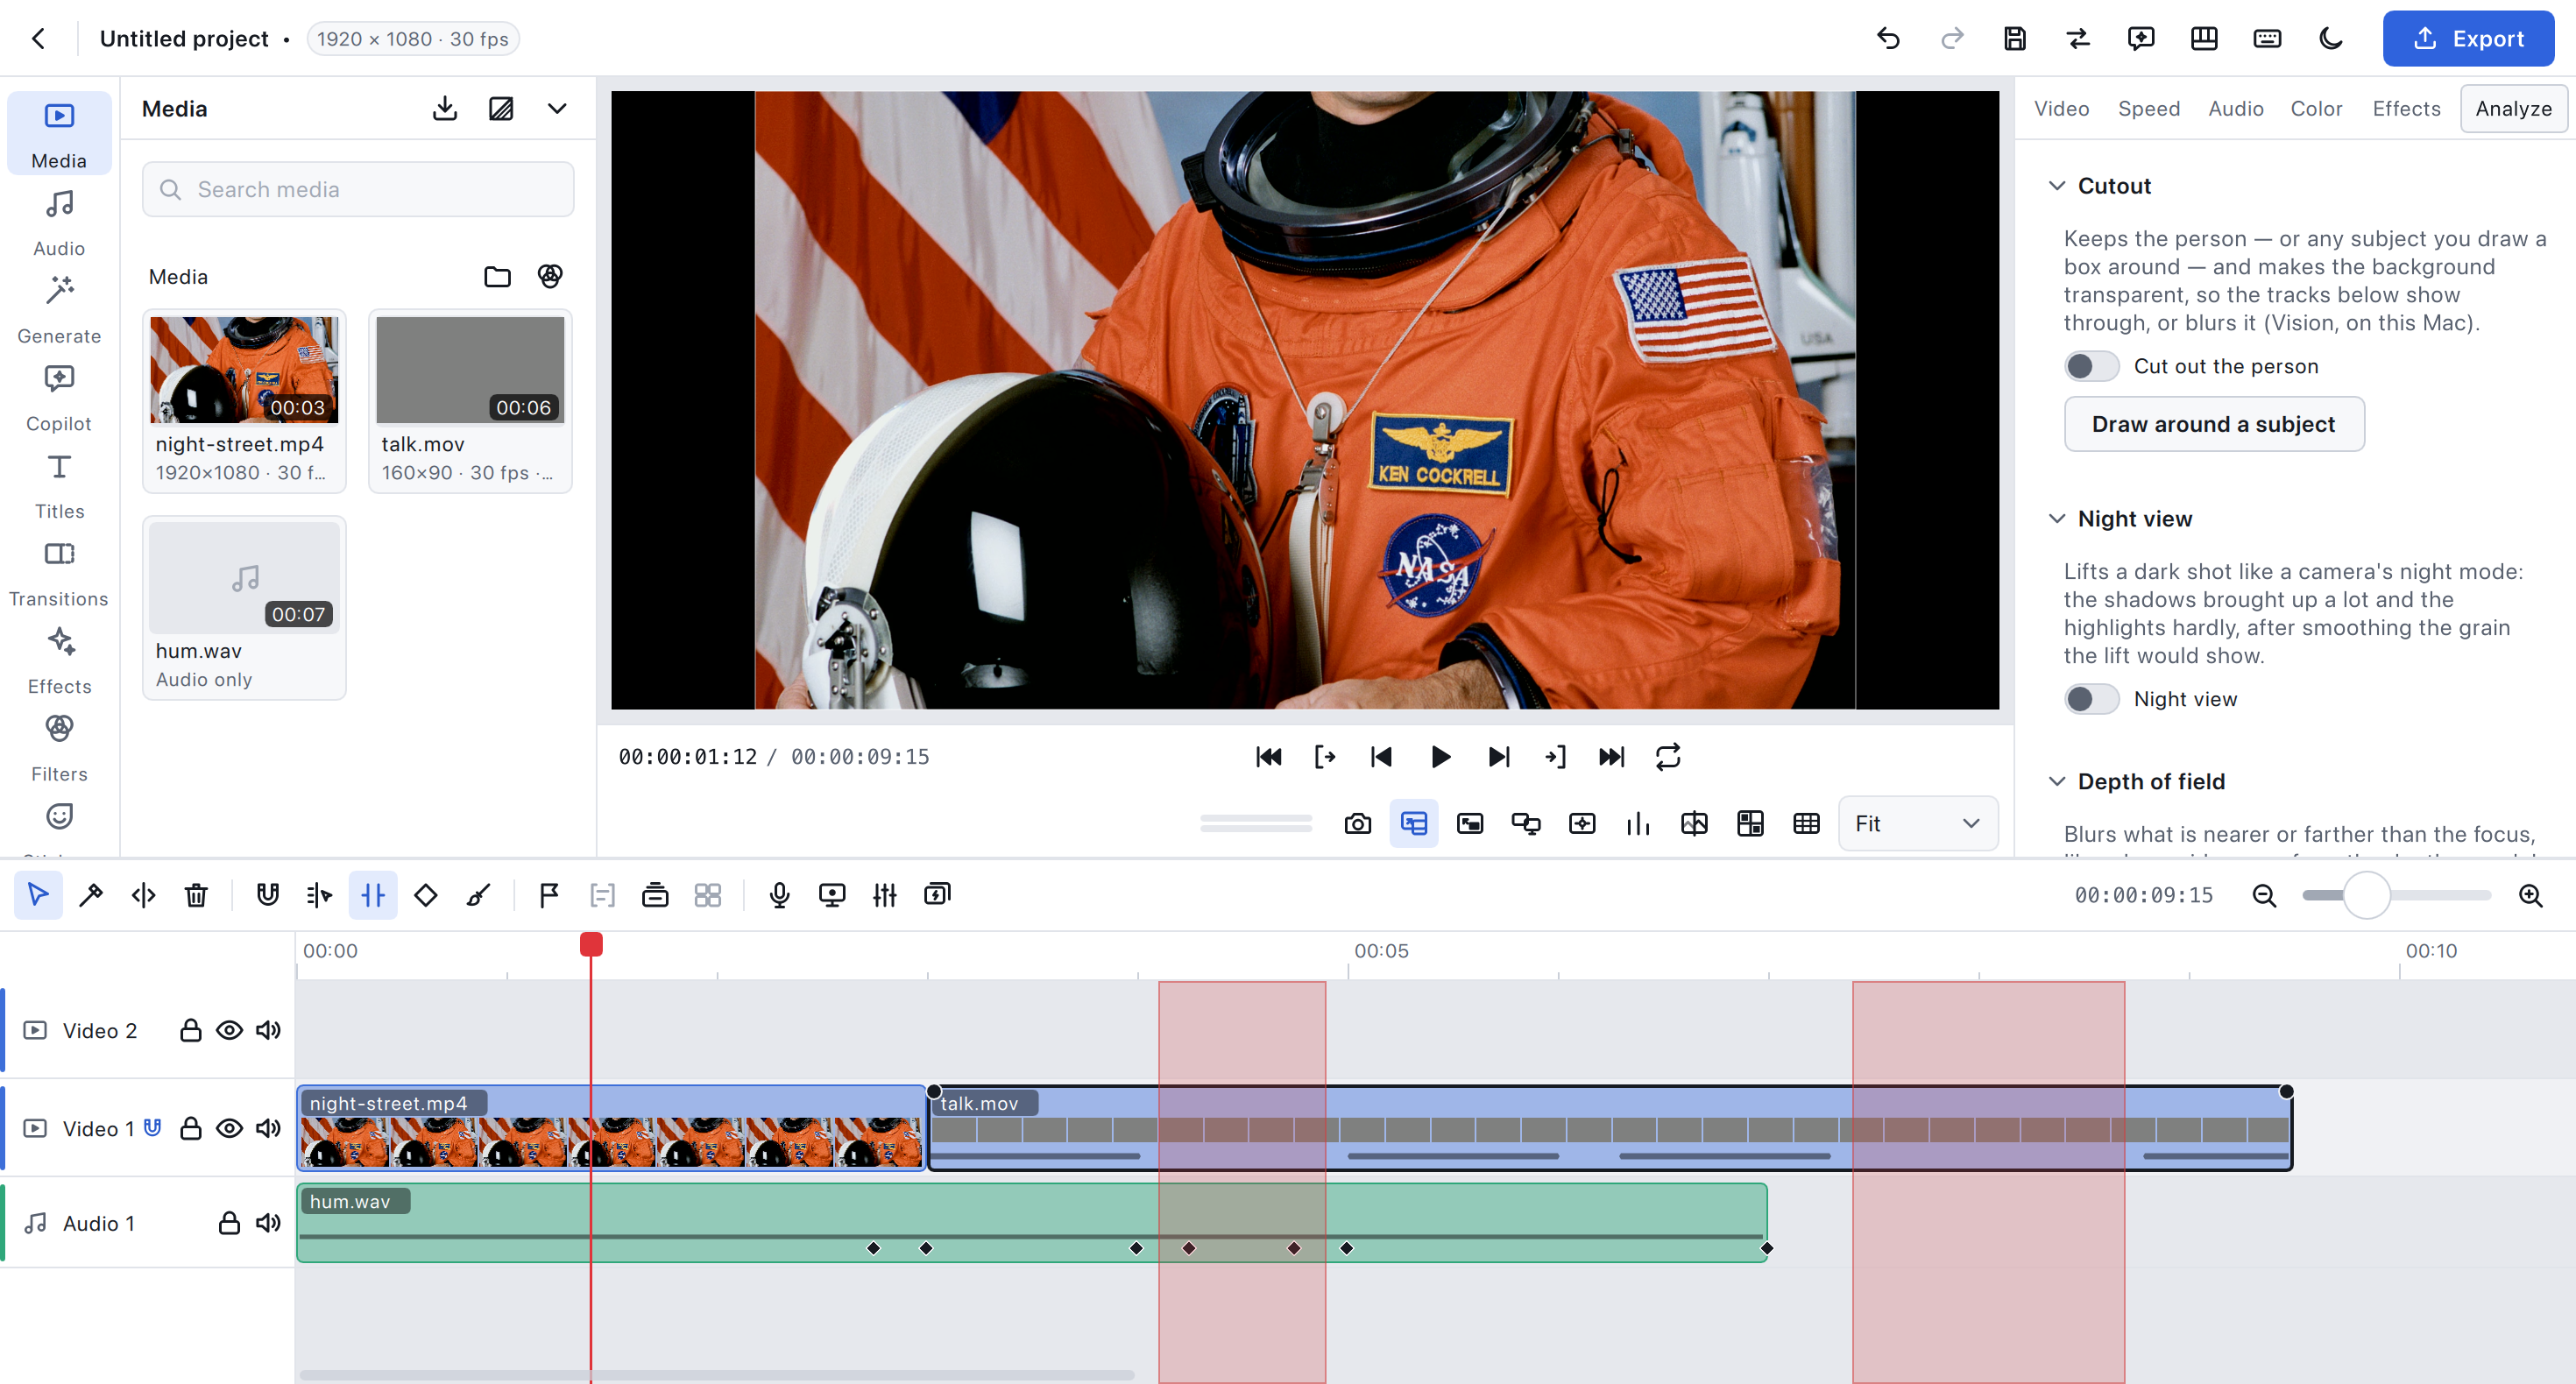 Untitled project •
1920 × 1080 · 30 fps
Export
Media
Audio
Generate
Copilot
Titles
Transitions
Effects
Filters
Media
Search media
Media
00:03
night-street.mp4
1920×1080 · 30 f…
00:06
talk.mov
160×90 · 30 fps ·…
00:07
hum.wav
Audio only
USA
KEN COCKRELL
NASA
00:00:01:12 / 00:00:09:15
Fit
Video
Speed
Audio
Color
Effects
Analyze
Cutout
Keeps the person — or any subject you draw a
box around — and makes the background
transparent, so the tracks below show
through, or blurs it (Vision, on this Mac).
Cut out the person
Draw around a subject
Night view
Lifts a dark shot like a camera's night mode:
the shadows brought up a lot and the
highlights hardly, after smoothing the grain
the lift would show.
Night view
Depth of field
Blurs what is nearer or farther than the focus,
00:00:09:15
00:00
00:05
00:10
Video 2
Video 1
night-street.mp4
talk.mov
Audio 1
hum.wav